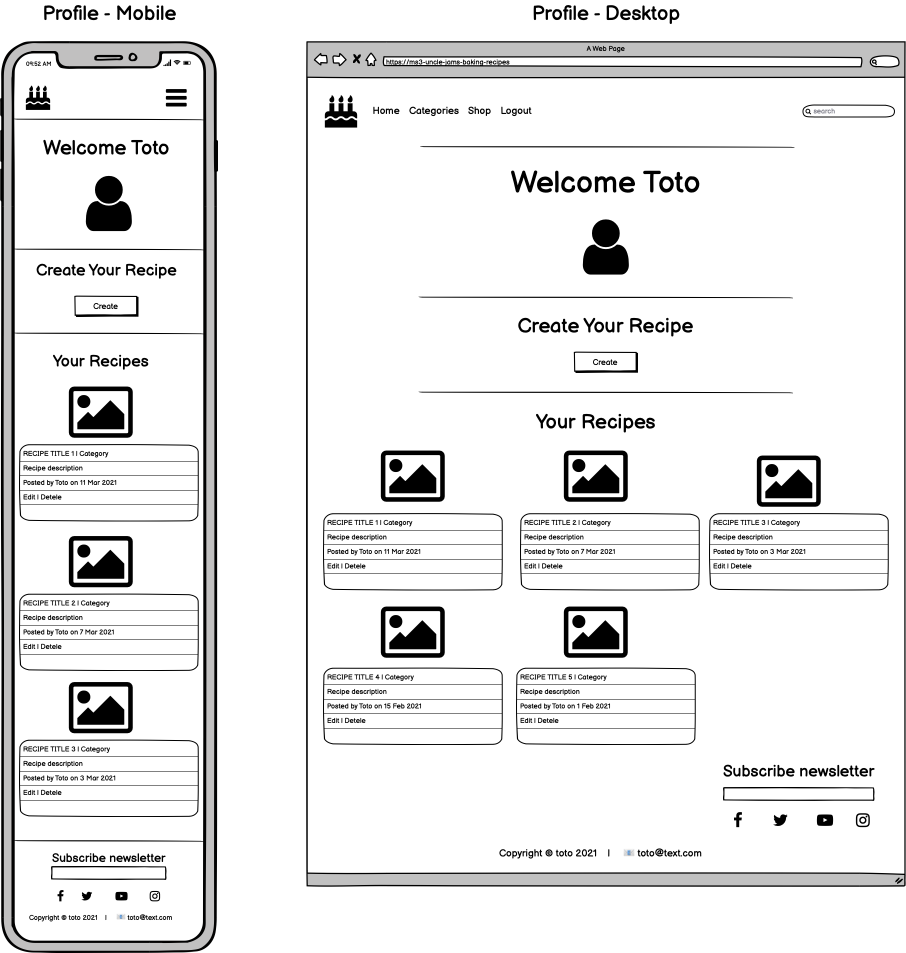 Profile - Mobile
09:52 AM
Welcome Toto
Create Your Recipe
Create
Your Recipes
RECIPE TITLE 1 | Category
Recipe description
Posted by Toto on 11 Mar 2021
Edit | Detele
RECIPE TITLE 2 | Category
Recipe description
Posted by Toto on 7 Mar 2021
Edit | Detele
RECIPE TITLE 3 | Category
Recipe description
Posted by Toto on 3 Mar 2021
Edit | Detele
Subscribe newsletter
Copyright © toto 2021 | toto@text.com
Profile - Desktop
A Web Page
https://ms3-uncle-jams-baking-recipes
Home Categories Shop Logout
search
Welcome Toto
Create Your Recipe
Create
Your Recipes
RECIPE TITLE 1 | Category
Recipe description
Posted by Toto on 11 Mar 2021
Edit | Detele
RECIPE TITLE 2 | Category
Recipe description
Posted by Toto on 7 Mar 2021
Edit | Detele
RECIPE TITLE 3 | Category
Recipe description
Posted by Toto on 3 Mar 2021
Edit | Detele
RECIPE TITLE 4 | Category
Recipe description
Posted by Toto on 15 Feb 2021
Edit | Detele
RECIPE TITLE 5 | Category
Recipe description
Posted by Toto on 1 Feb 2021
Edit | Detele
Subscribe newsletter
Copyright © toto 2021 | toto@text.com